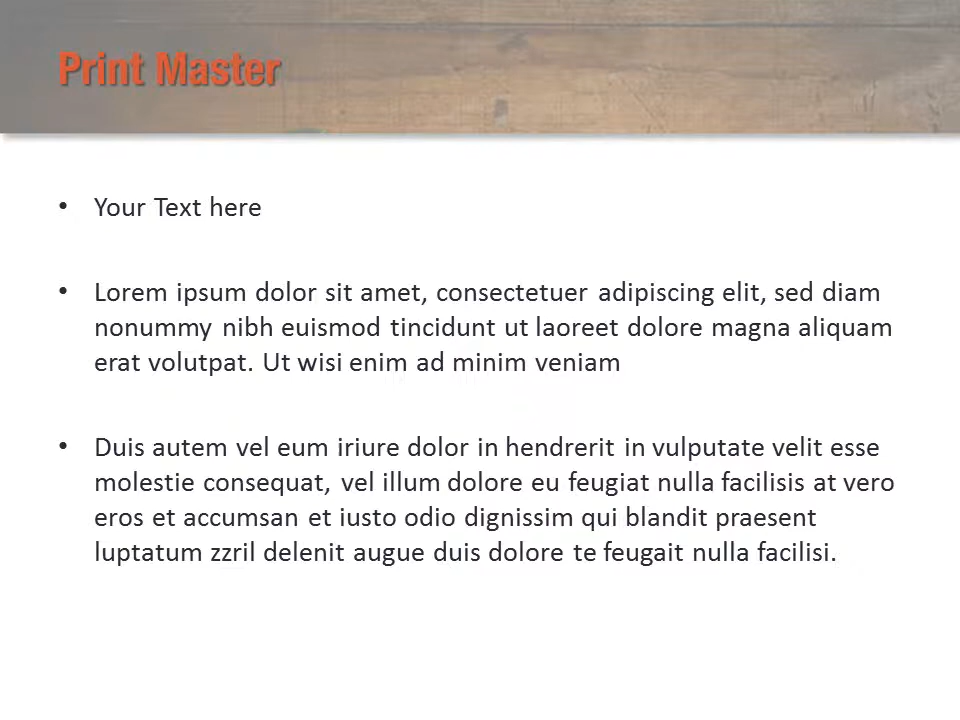 Print Master
• Your Text here
• Lorem ipsum dolor sit amet, consectetuer adipiscing elit, sed diam
nonummy nibh euismod tincidunt ut laoreet dolore magna aliquam
erat volutpat. Ut wisi enim ad minim veniam
• Duis autem vel eum iriure dolor in hendrerit in vulputate velit esse
molestie consequat, vel illum dolore eu feugiat nulla facilisis at vero
eros et accumsan et iusto odio dignissim qui blandit praesent
luptatum zzril delenit augue duis dolore te feugait nulla facilisi.